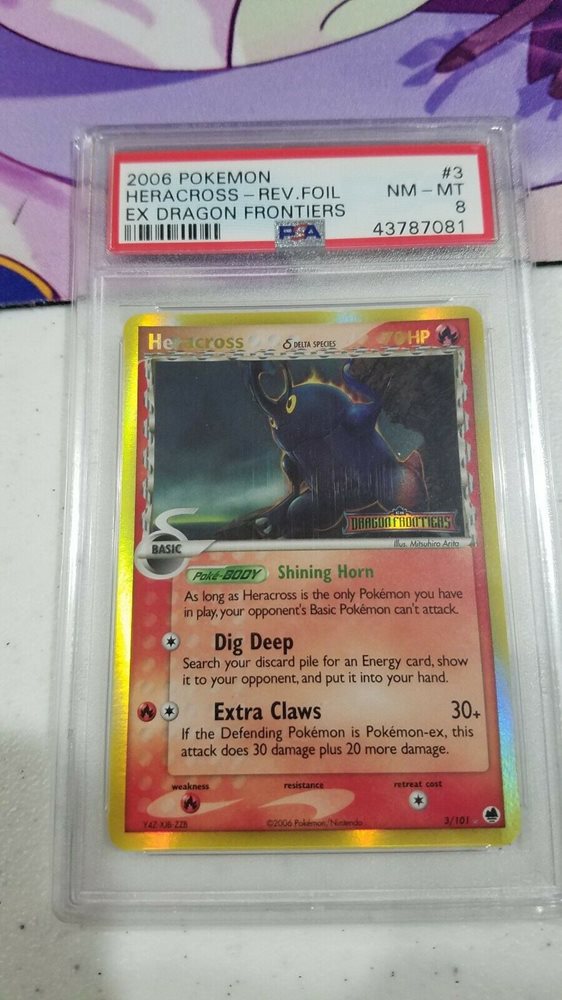 2006 POKEMON #3
HERACROSS-REV.FOIL NM-MT
EX DRAGON FRONTIERS 8
PSA 43787081
Heracross δ DELTA SPECIES 70HP
EX
DRAGON FRONTIERS
BASIC
Illus. Mitsuhiro Arita
Poké-BODY Shining Horn
As long as Heracross is the only Pokémon you have
in play, your opponent's Basic Pokémon can't attack.
Dig Deep
Search your discard pile for an Energy card, show
it to your opponent, and put it into your hand.
Extra Claws 30+
If the Defending Pokémon is Pokémon-ex, this
attack does 30 damage plus 20 more damage.
weakness resistance retreat cost
©2006 Pokémon/Nintendo 3/101